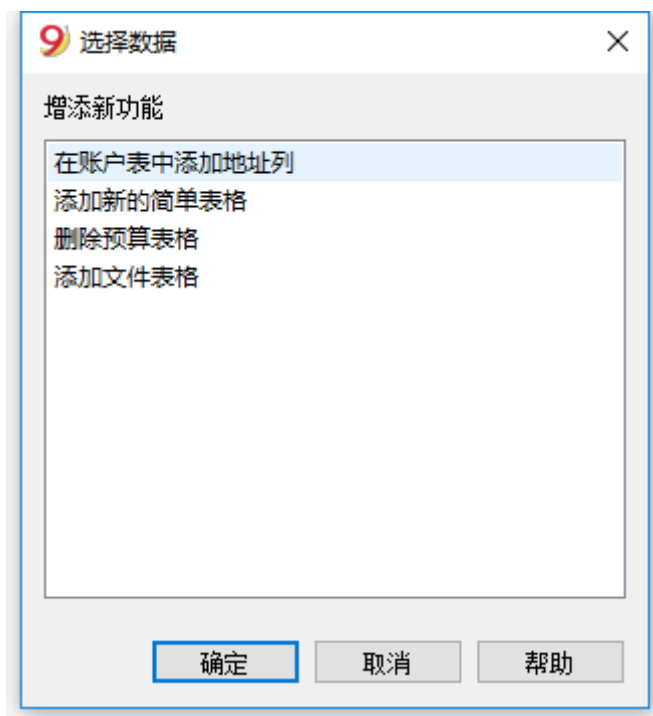 9 选择数据
增添新功能
在账户表中添加地址列
添加新的简单表格
删除预算表格
添加文件表格
确定 取消 帮助